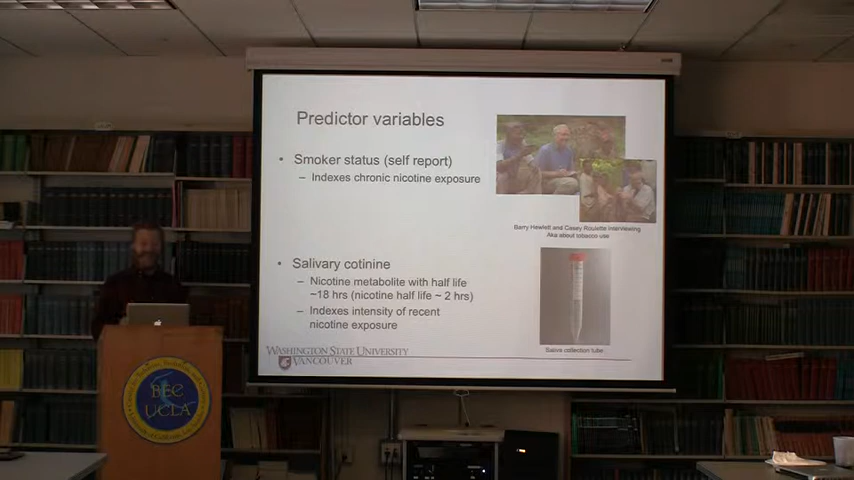 Predictor variables
• Smoker status (self report)
– Indexes chronic nicotine exposure
Barry Hewlett and Casey Roulette interviewing
Aka about tobacco use
• Salivary cotinine
– Nicotine metabolite with half life
~18 hrs (nicotine half life ~ 2 hrs)
– Indexes intensity of recent
nicotine exposure
Saliva collection tube
WASHINGTON STATE UNIVERSITY
VANCOUVER
BEC
UCLA